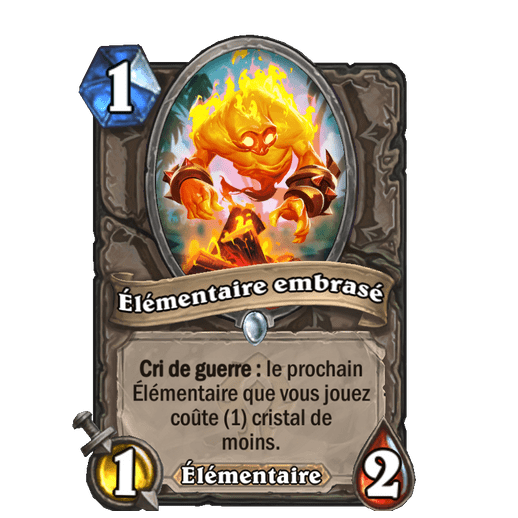 1
Élémentaire embrasé
Cri de guerre : le prochain
Élémentaire que vous jouez
coûte (1) cristal de
moins.
1
Élémentaire
2